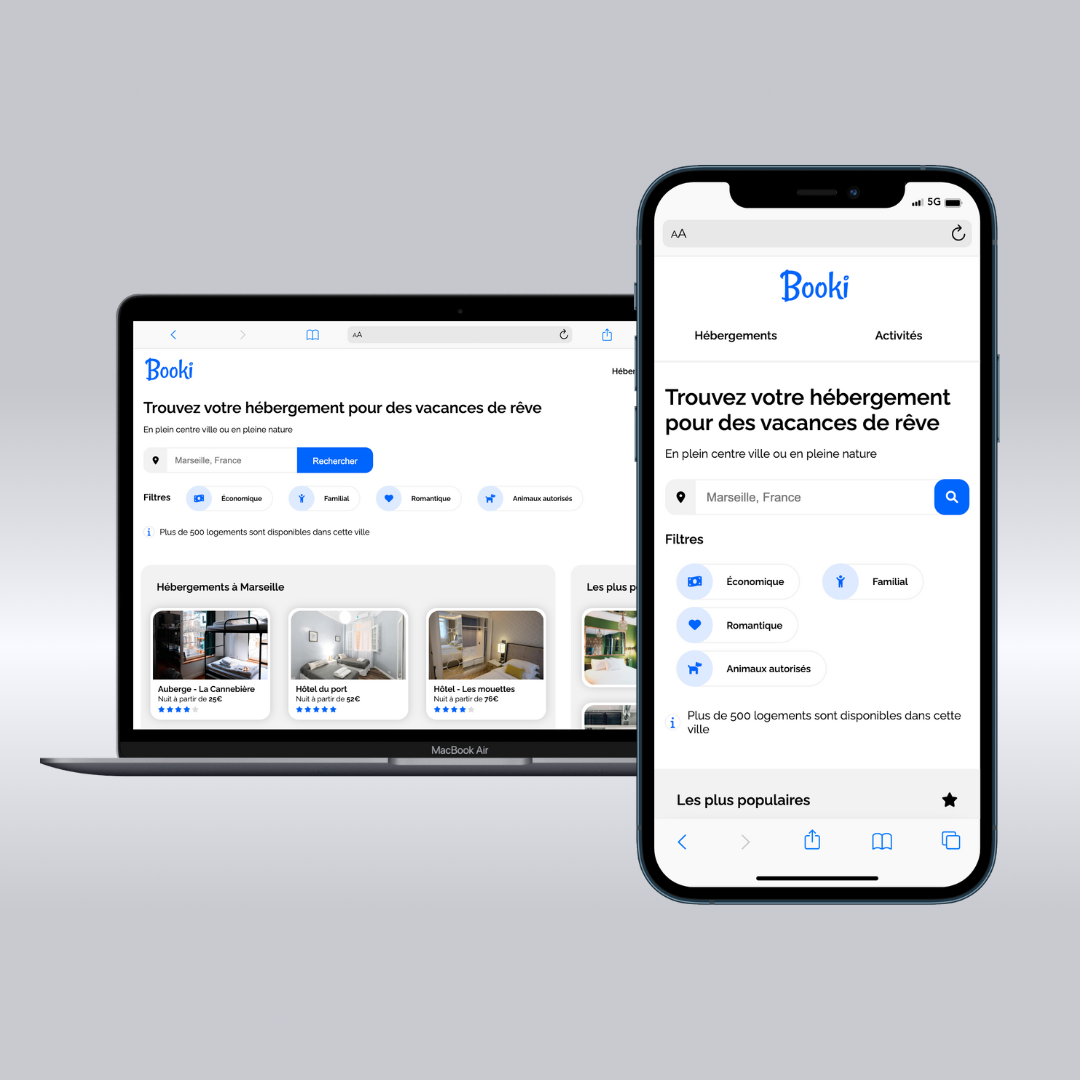 AA
Booki
Héber
Trouvez votre hébergement pour des vacances de rêve
En plein centre ville ou en pleine nature
Marseille, France
Rechercher
Filtres
Économique
Familial
Romantique
Animaux autorisés
i Plus de 500 logements sont disponibles dans cette ville
Hébergements à Marseille
Auberge - La Cannebière
Nuit à partir de 25€
Hôtel du port
Nuit à partir de 52€
Hôtel - Les mouettes
Nuit à partir de 76€
Les plus p
MacBook Air
5G
AA
Booki
Hébergements
Activités
Trouvez votre hébergement
pour des vacances de rêve
En plein centre ville ou en pleine nature
Marseille, France
Filtres
Économique
Familial
Romantique
Animaux autorisés
i Plus de 500 logements sont disponibles dans cette
ville
Les plus populaires